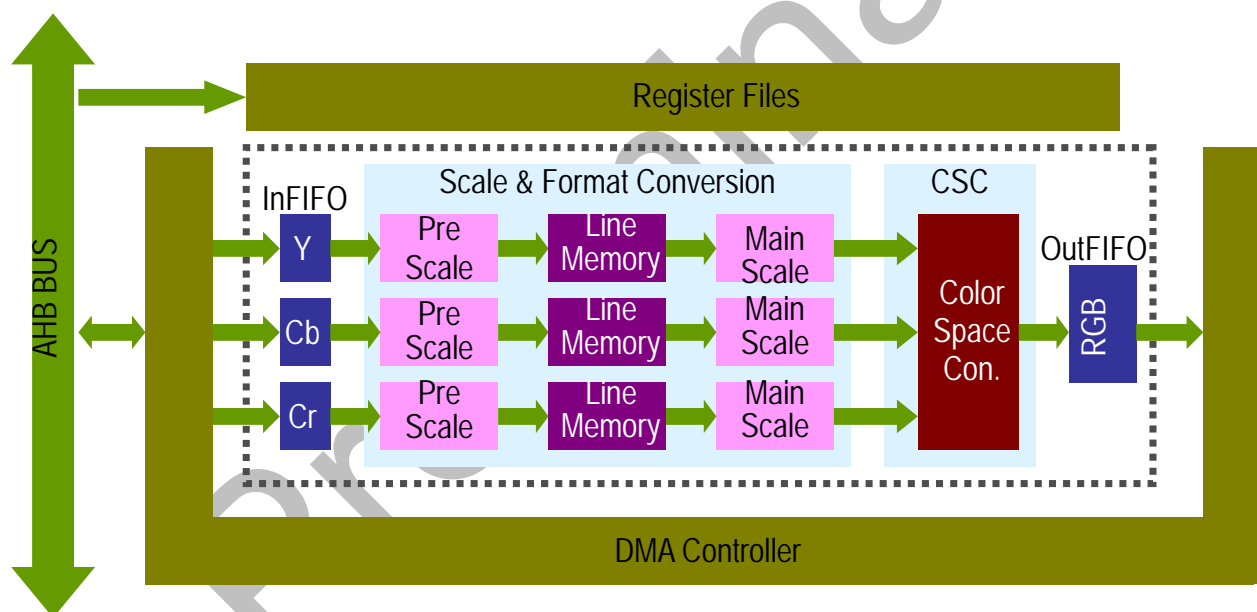 Register Files
Scale & Format Conversion
CSC
InFIFO
OutFIFO
AHB BUS
Y
Pre
Scale
Line
Memory
Main
Scale
Cb
Pre
Scale
Line
Memory
Main
Scale
Cr
Pre
Scale
Line
Memory
Main
Scale
Color
Space
Con.
RGB
DMA Controller